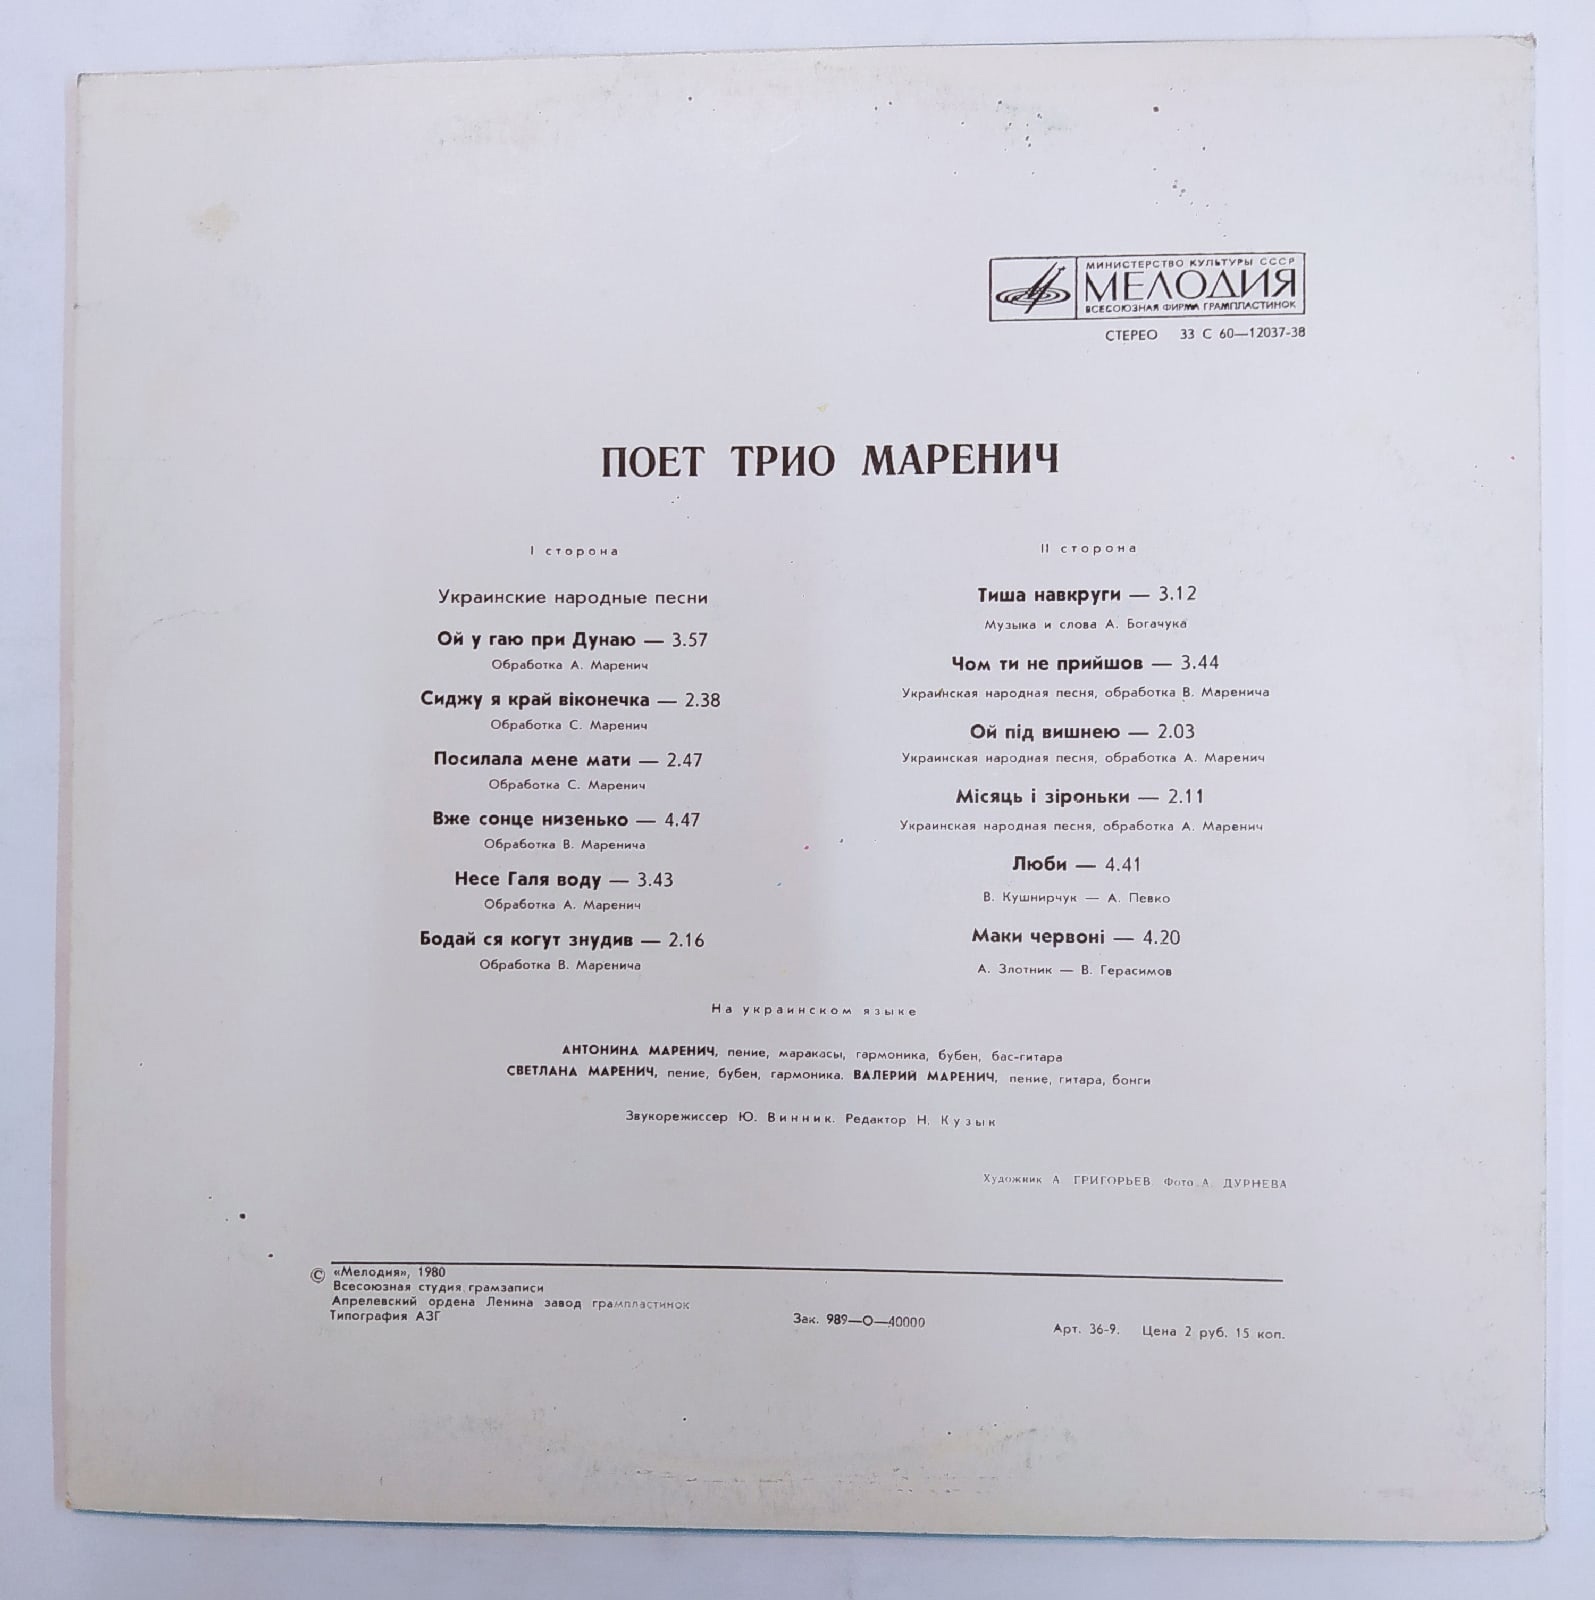 МИНИСТЕРСТВО КУЛЬТУРЫ СССР
МЕЛОДИЯ
ВСЕСОЮЗНАЯ ФИРМА ГРАМПЛАСТИНОК
СТЕРЕО 33 С 60—12037-38
ПОЕТ ТРИО МАРЕНИЧ
I сторона
Украинские народные песни
Ой у гаю при Дунаю — 3.57
Обработка А. Маренич
Сиджу я край віконечка — 2.38
Обработка С. Маренич
Посилала мене мати — 2.47
Обработка С. Маренич
Вже сонце низенько — 4.47
Обработка В. Маренича
Несе Галя воду — 3.43
Обработка А. Маренич
Бодай ся когут знудив — 2.16
Обработка В. Маренича
II сторона
Тиша навкруги — 3.12
Музыка и слова А. Богачука
Чом ти не прийшов — 3.44
Украинская народная песня, обработка В. Маренича
Ой під вишнею — 2.03
Украинская народная песня, обработка А. Маренич
Місяць і зіроньки — 2.11
Украинская народная песня, обработка А. Маренич
Люби — 4.41
В. Кушнирчук — А. Певко
Маки червоні — 4.20
А. Злотник — В. Герасимов
На украинском языке
АНТОНИНА МАРЕНИЧ, пение, маракасы, гармоника, бубен, бас-гитара
СВЕТЛАНА МАРЕНИЧ, пение, бубен, гармоника. ВАЛЕРИЙ МАРЕНИЧ, пение, гитара, бонги
Звукорежиссер Ю. Винник. Редактор Н. Кузык
Художник А. ГРИГОРЬЕВ. Фото А. ДУРНЕВА
© «Мелодия», 1980
Всесоюзная студия грамзаписи
Апрелевский ордена Ленина завод грампластинок
Типография АЗГ
Зак. 989—О—40000
Арт. 36-9. Цена 2 руб. 15 коп.